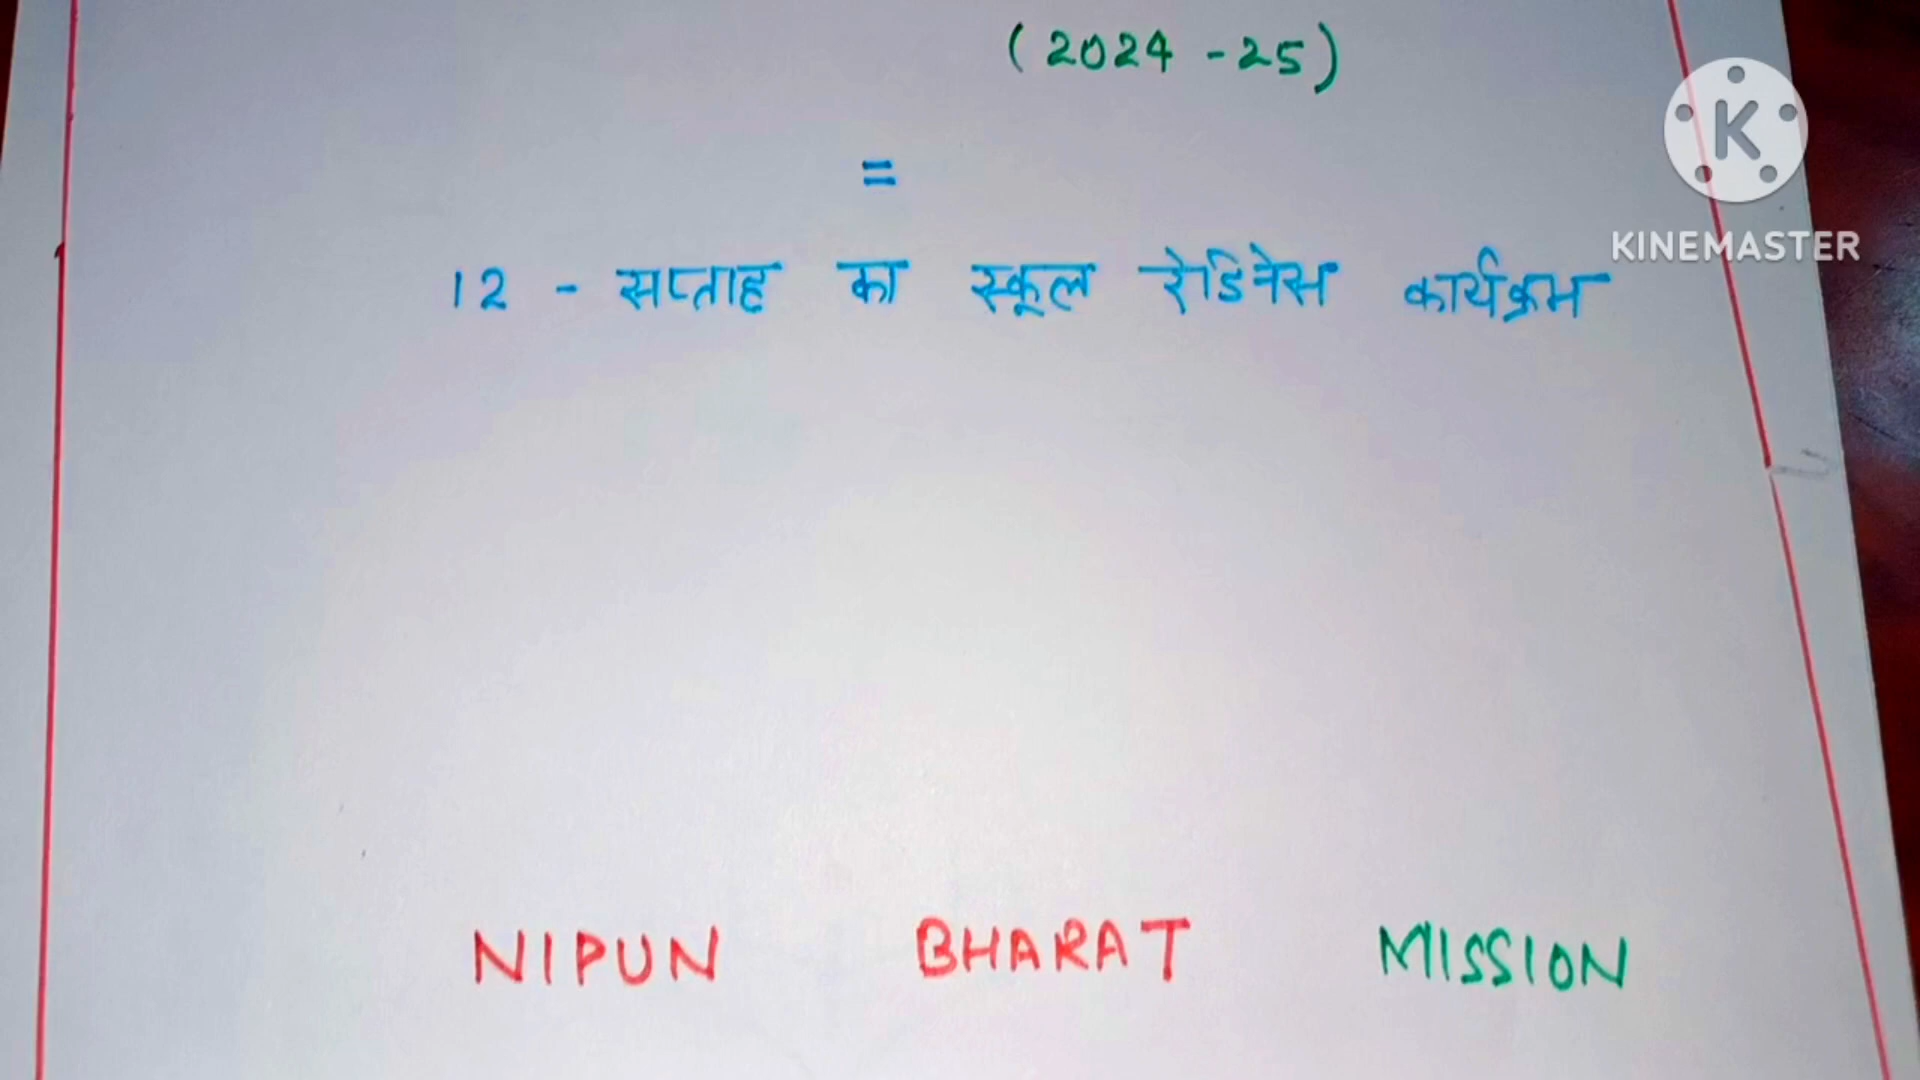 (2024-25)
=
12 - सप्ताह का स्कूल रेडिनेस कार्यक्रम
NIPUN BHARAT MISSION
K
KINEMASTER